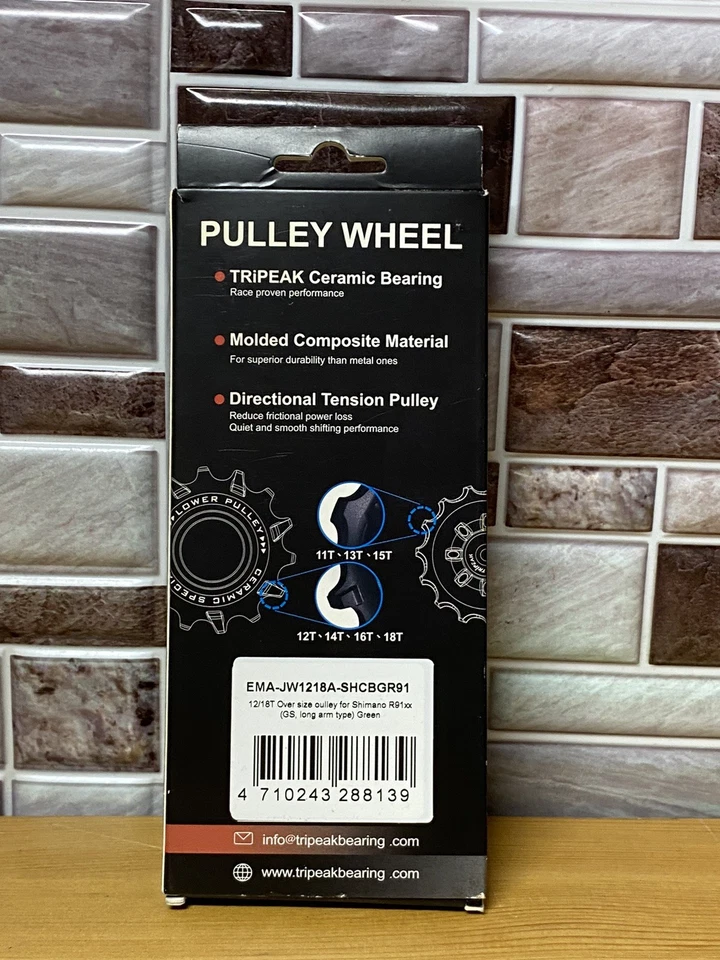 PULLEY WHEEL
TRiPEAK Ceramic Bearing
Race proven performance
Molded Composite Material
For superior durability than metal ones
Directional Tension Pulley
Reduce frictional power loss
Quiet and smooth shifting performance
LOWER PULLEY
CERAMIC SPECI
TRiPEAK
11T、13T、15T
12T、14T、16T、18T
EMA-JW1218A-SHCBGR91
12/18T Over size oulley for Shimano R91xx
(GS, long arm type) Green
4 710243 288139
info@tripeakbearing .com
www.tripeakbearing .com